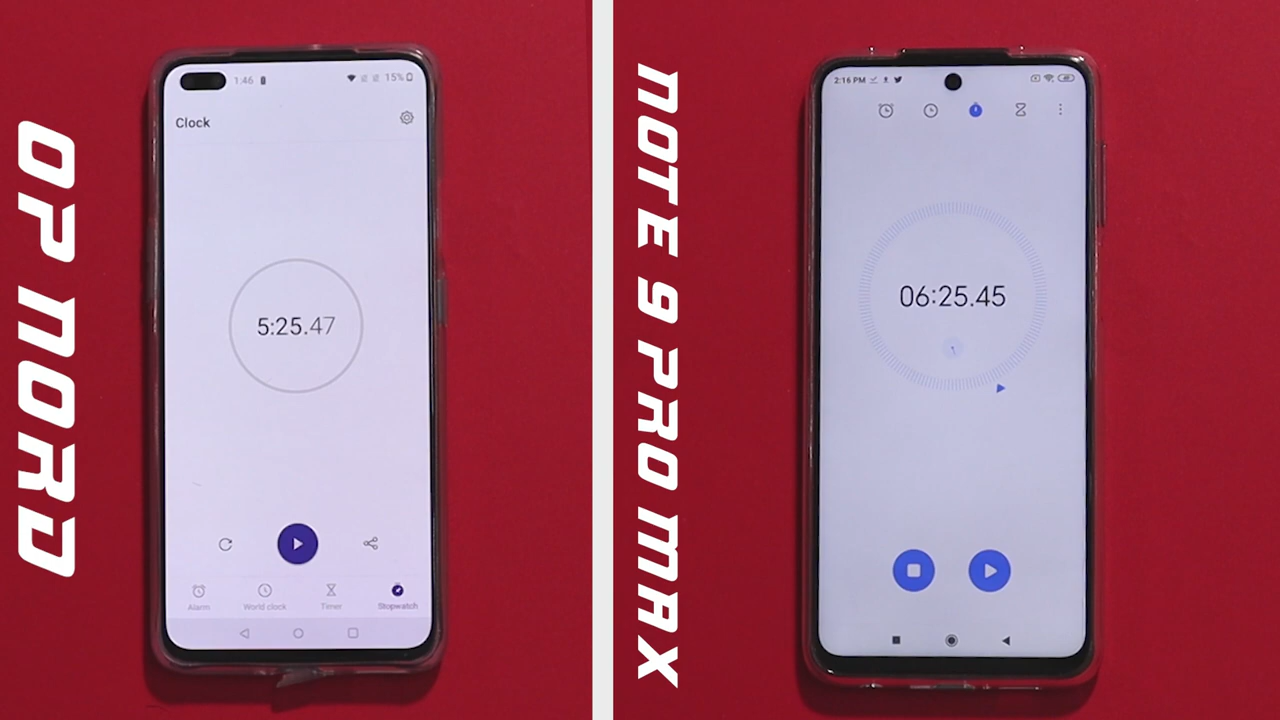 OP NORD
1:46
15%
Clock
5:25.47
Alarm
World clock
Timer
Stopwatch
NOTE 9 PRO MAX
2:16 PM
06:25.45